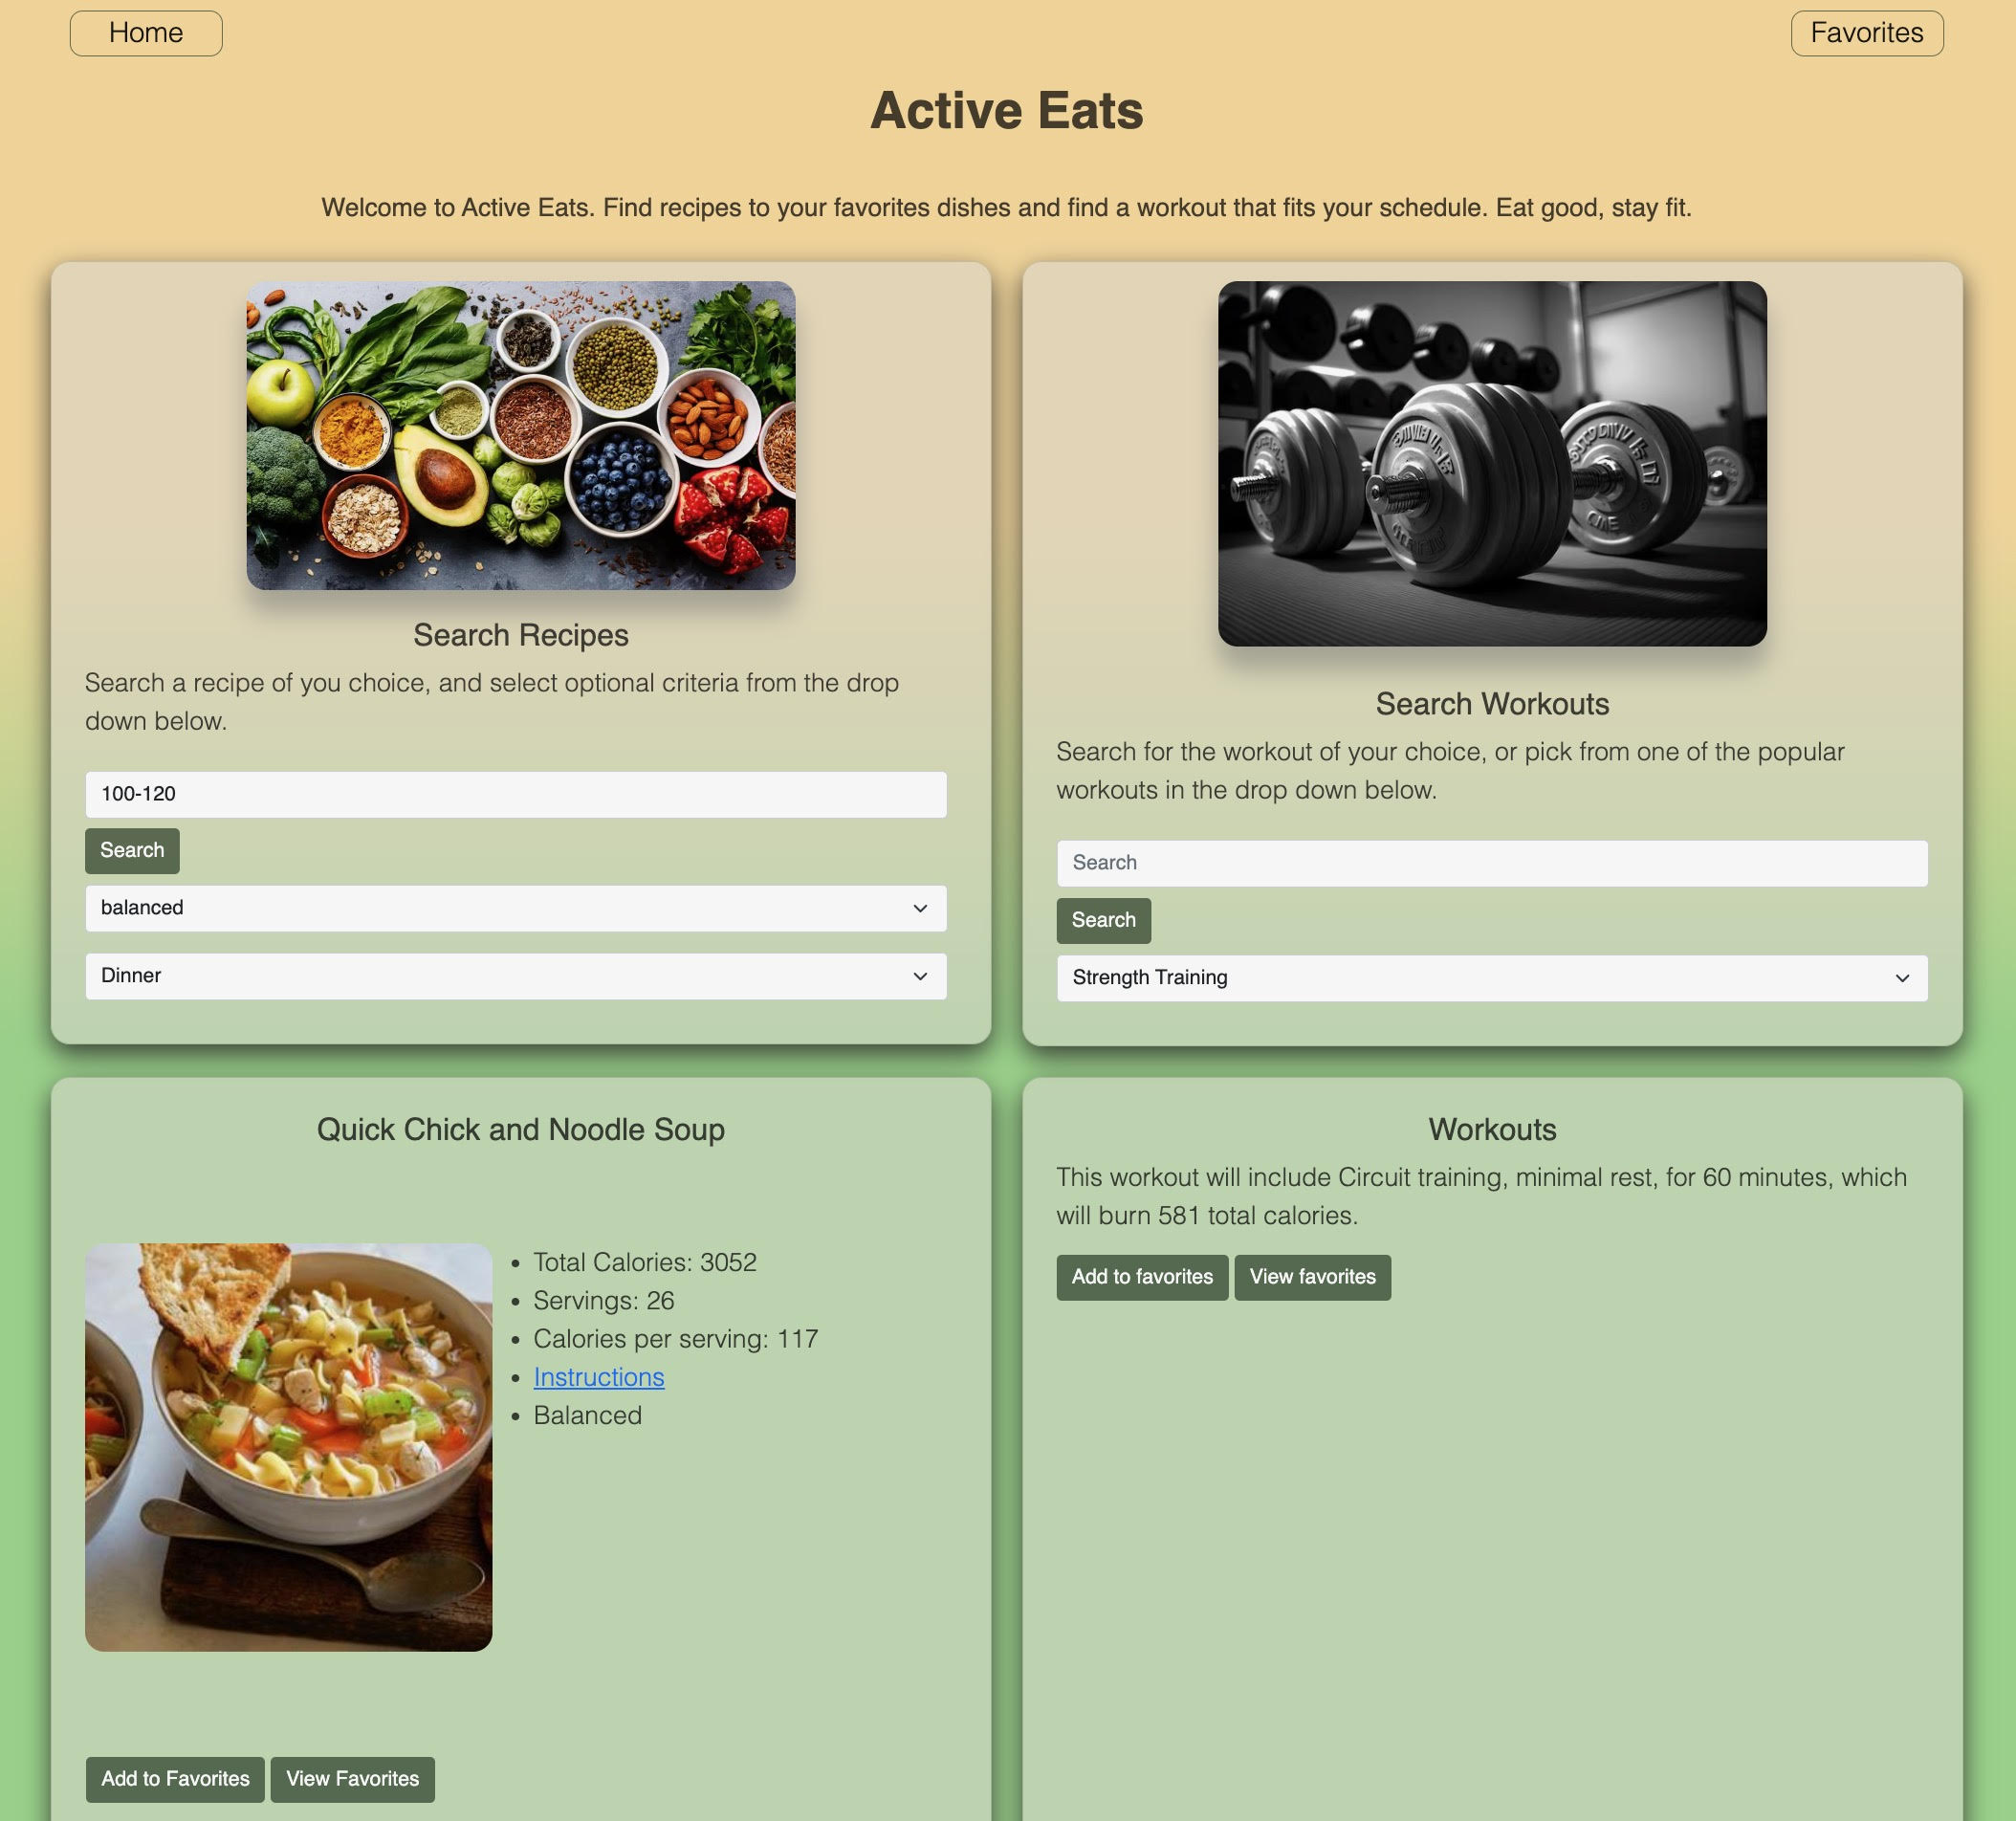 Home
Favorites
Active Eats
Welcome to Active Eats. Find recipes to your favorites dishes and find a workout that fits your schedule. Eat good, stay fit.
Search Recipes
Search a recipe of you choice, and select optional criteria from the drop
down below.
100-120
Search
balanced
Dinner
Search Workouts
Search for the workout of your choice, or pick from one of the popular
workouts in the drop down below.
Search
Search
Strength Training
Quick Chick and Noodle Soup
Total Calories: 3052
Servings: 26
Calories per serving: 117
Instructions
Balanced
Add to Favorites
View Favorites
Workouts
This workout will include Circuit training, minimal rest, for 60 minutes, which
will burn 581 total calories.
Add to favorites
View favorites